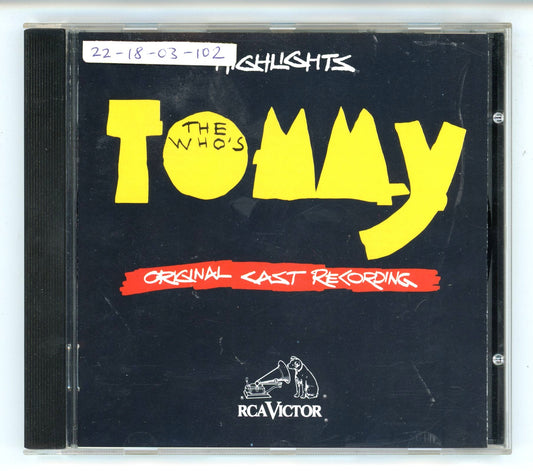 22-18-03-102
HIGHLIGHTS
THE
WHO'S
TOMMY
ORIGINAL CAST RECORDING
RCA VICTOR